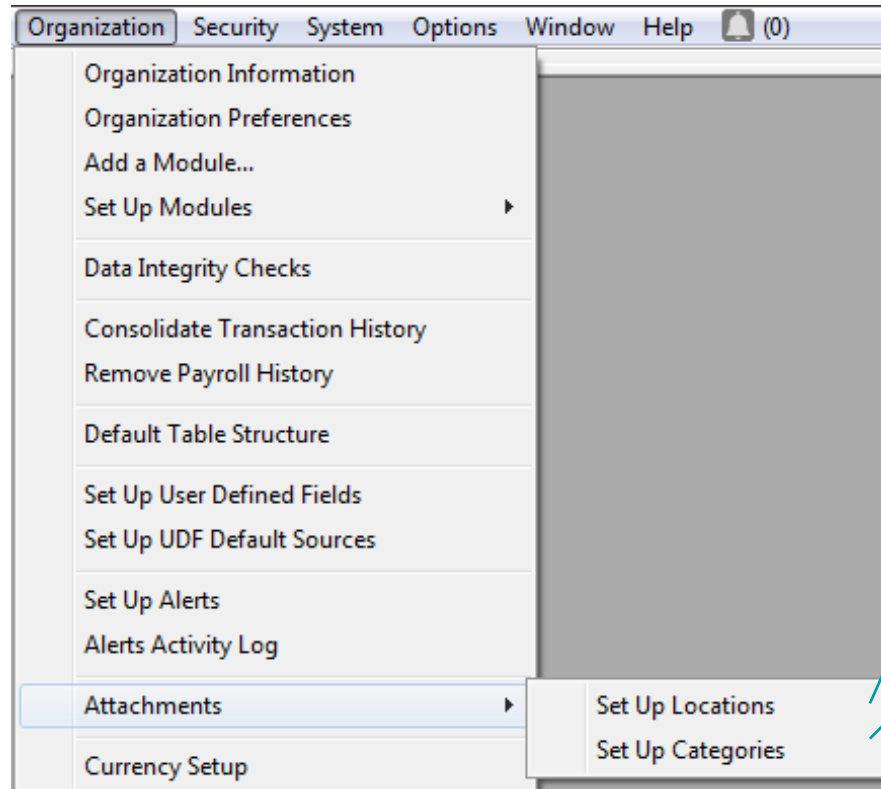 Organization Security System Options Window Help (0)
Organization Information
Organization Preferences
Add a Module...
Set Up Modules
Data Integrity Checks
Consolidate Transaction History
Remove Payroll History
Default Table Structure
Set Up User Defined Fields
Set Up UDF Default Sources
Set Up Alerts
Alerts Activity Log
Attachments
Set Up Locations
Set Up Categories
Currency Setup